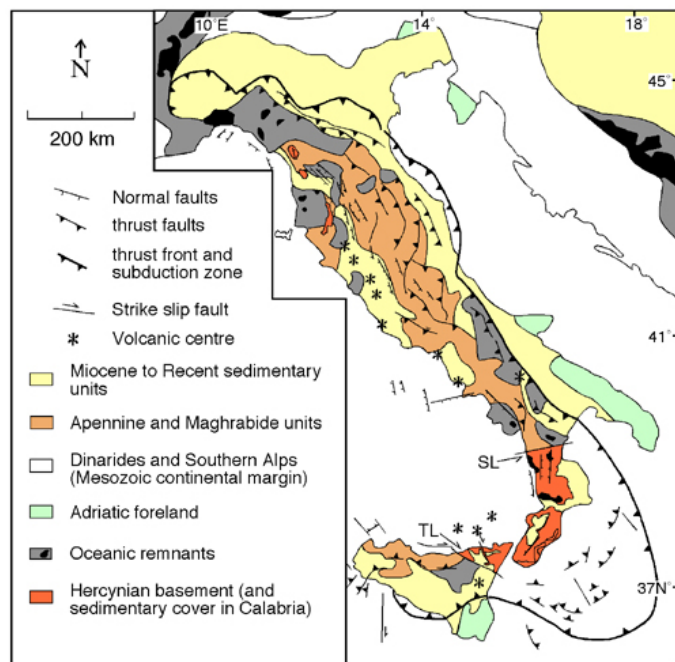 10°E
14
18°
N
45°
200 km
Normal faults
thrust faults
thrust front and
subduction zone
Strike slip fault
Volcanic centre
41°
Miocene to Recent sedimentary
units
Apennine and Maghrabide units
Dinarides and Southern Alps
(Mesozoic continental margin)
SL
Adriatic foreland
TL
Oceanic remnants
37N°
Hercynian basement (and
sedimentary cover in Calabria)